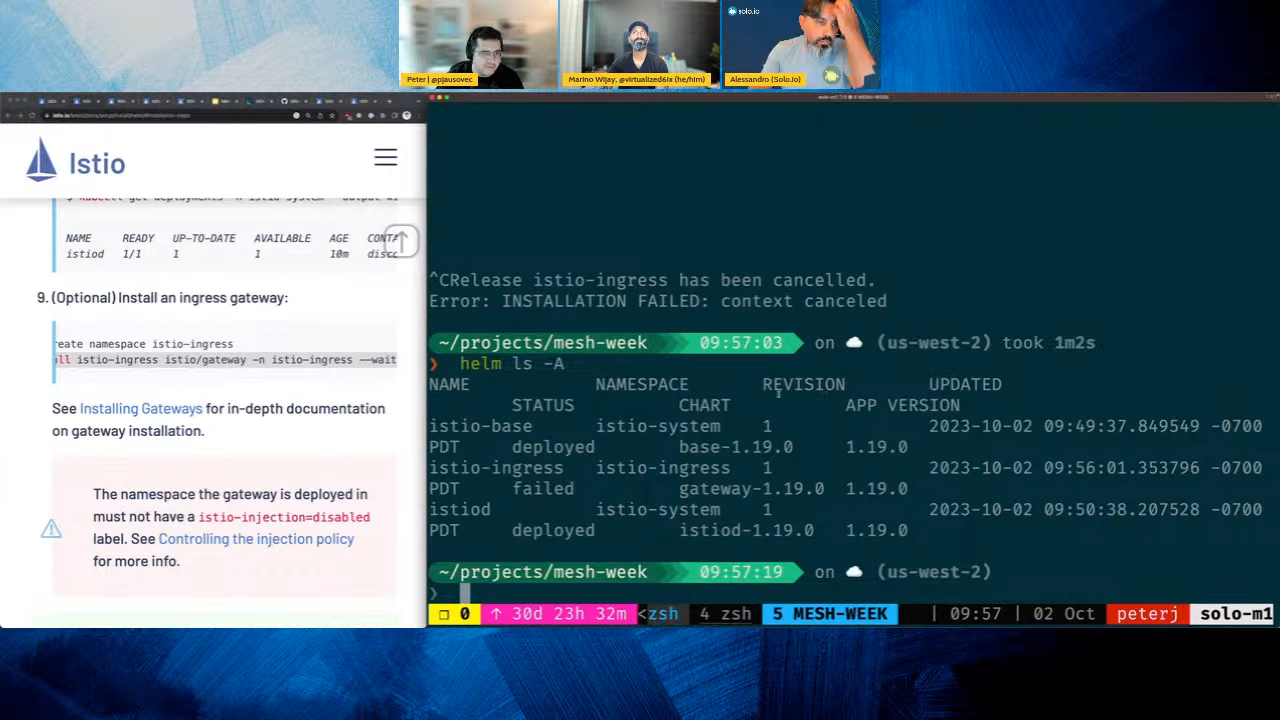 solo.io
Peter | @pjausovec
Marino Wijay, @virtualized6ix (he/him)
Alessandro (Solo.Io)
Istio
NAME READY UP-TO-DATE AVAILABLE AGE
istiod 1/1 1 1 10m
9. (Optional) Install an ingress gateway:
reate namespace istio-ingress
ll istio-ingress istio/gateway -n istio-ingress --wait
See Installing Gateways for in-depth documentation
on gateway installation.
The namespace the gateway is deployed in
must not have a istio-injection=disabled
label. See Controlling the injection policy
for more info.
^CRelease istio-ingress has been cancelled.
Error: INSTALLATION FAILED: context canceled
~/projects/mesh-week 09:57:03 on (us-west-2) took 1m2s
❯ helm ls -A
NAME NAMESPACE REVISION UPDATED
STATUS CHART APP VERSION
istio-base istio-system 1 2023-10-02 09:49:37.849549 -0700
PDT deployed base-1.19.0 1.19.0
istio-ingress istio-ingress 1 2023-10-02 09:56:01.353796 -0700
PDT failed gateway-1.19.0 1.19.0
istiod istio-system 1 2023-10-02 09:50:38.207528 -0700
PDT deployed istiod-1.19.0 1.19.0
~/projects/mesh-week 09:57:19 on (us-west-2)
❯
0 ↑ 30d 23h 32m <zsh 4 zsh 5 MESH-WEEK | 09:57 | 02 Oct peterj solo-m1